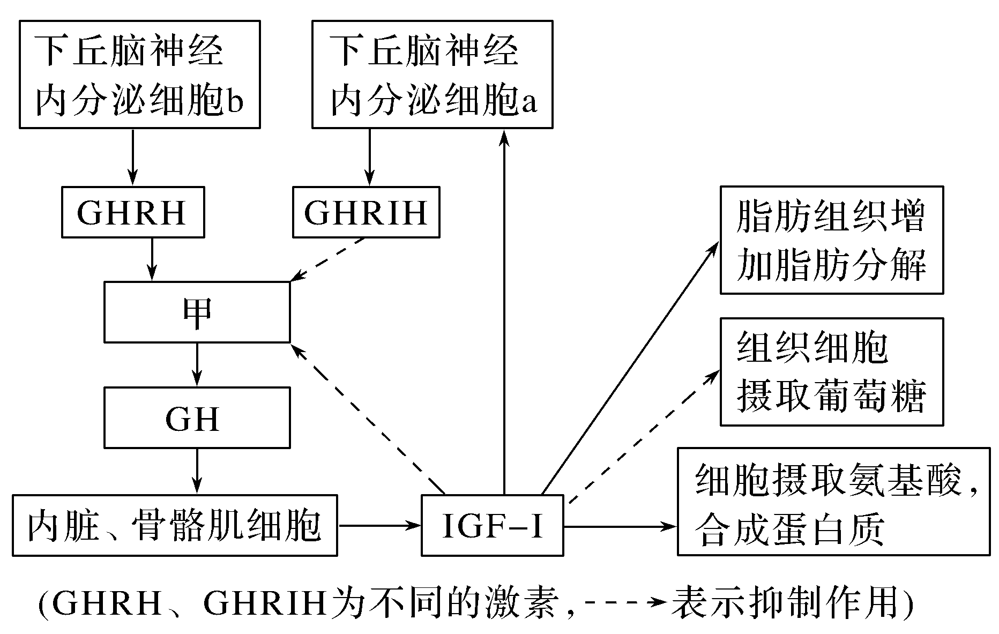 下丘脑神经
内分泌细胞b
下丘脑神经
内分泌细胞a
GHRH
GHRIH
脂肪组织增
加脂肪分解
甲
组织细胞
摄取葡萄糖
GH
细胞摄取氨基酸,
合成蛋白质
内脏、骨骼肌细胞
IGF-I
(GHRH、GHRIH为不同的激素,表示抑制作用)